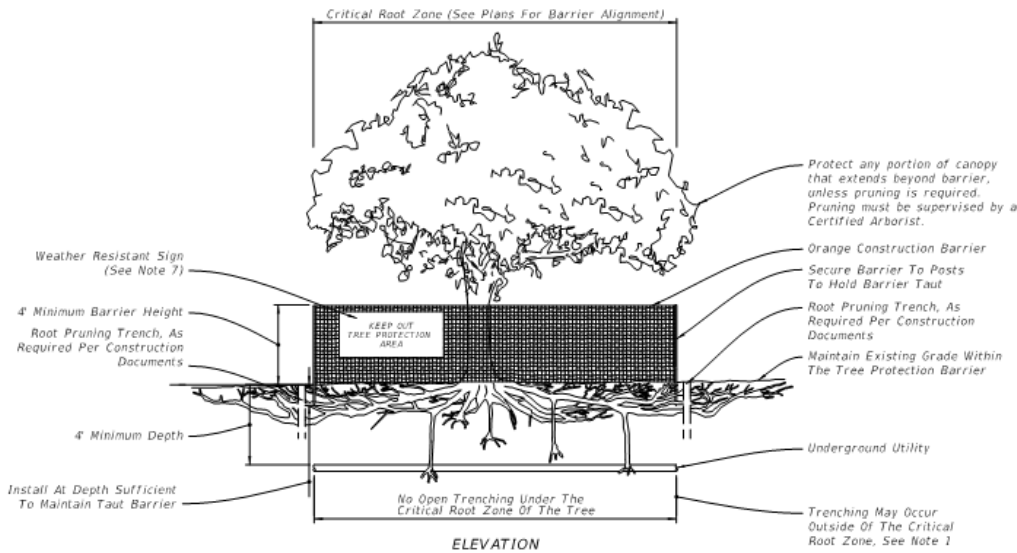 Critical Root Zone (See Plans For Barrier Alignment)
Protect any portion of canopy
that extends beyond barrier,
unless pruning is required.
Pruning must be supervised by a
Certified Arborist.
Weather Resistant Sign
(See Note 7)
Orange Construction Barrier
Secure Barrier To Posts
To Hold Barrier Taut
4' Minimum Barrier Height
KEEP OUT
TREE PROTECTION
AREA
Root Pruning Trench, As
Required Per Construction
Documents
Root Pruning Trench, As
Required Per Construction
Documents
Maintain Existing Grade Within
The Tree Protection Barrier
4' Minimum Depth
Underground Utility
Install At Depth Sufficient
To Maintain Taut Barrier
No Open Trenching Under The
Critical Root Zone Of The Tree
Trenching May Occur
Outside Of The Critical
Root Zone, See Note 1
ELEVATION